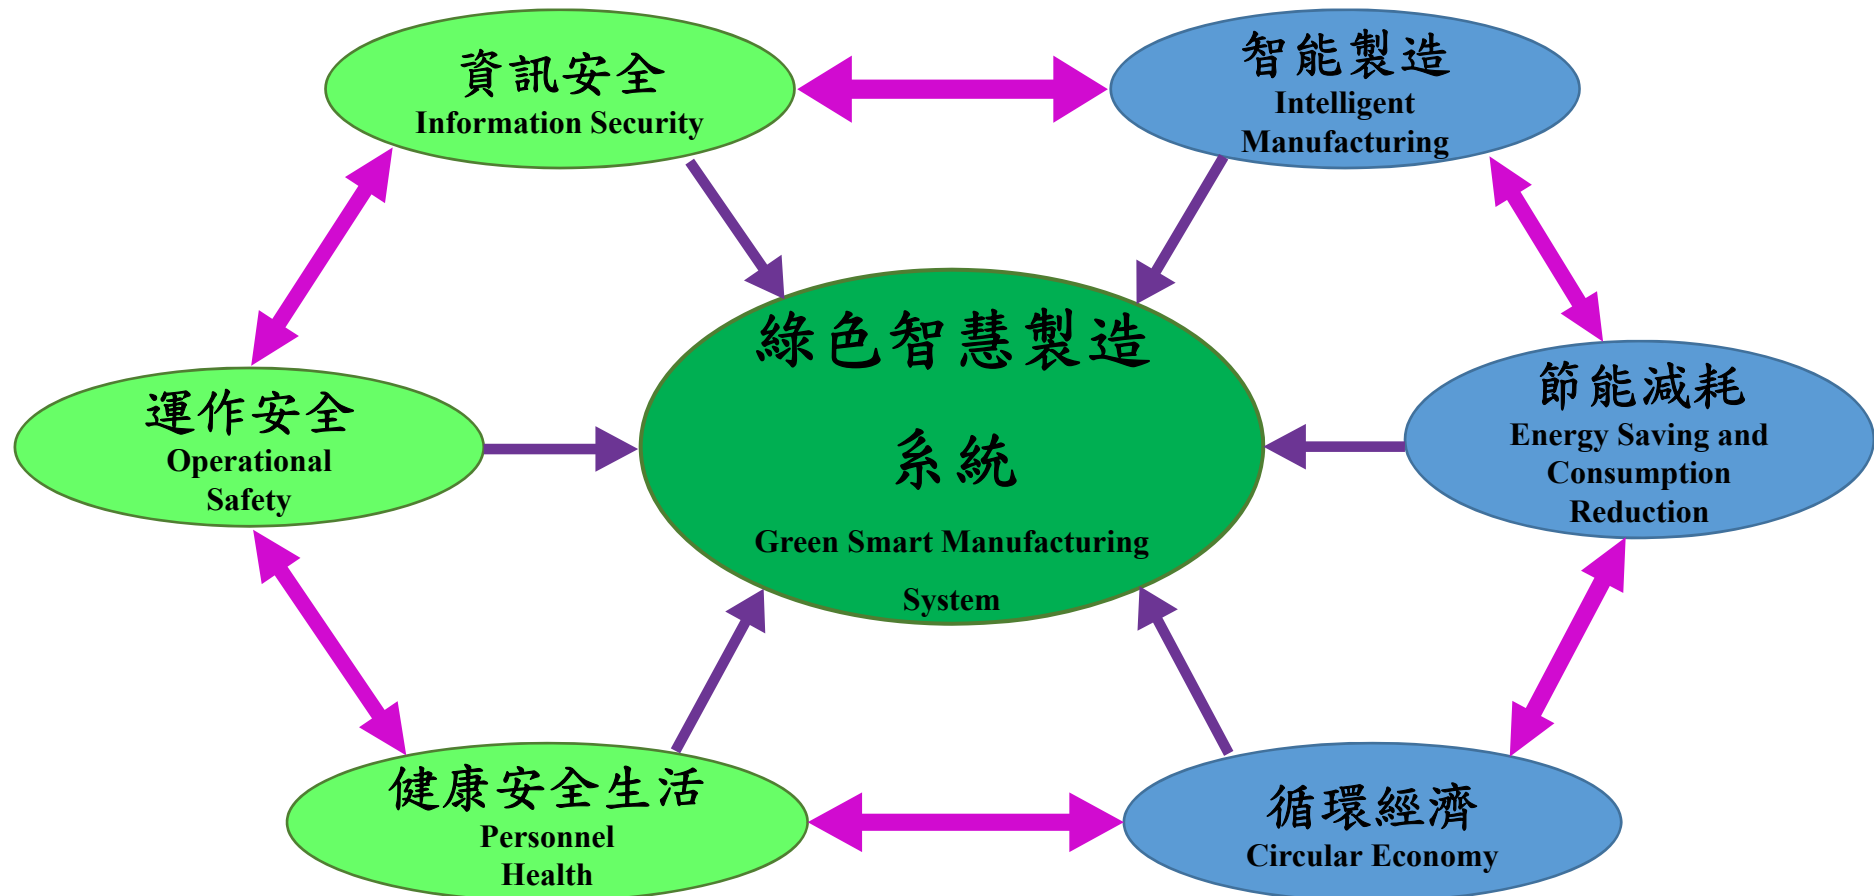 資訊安全
Information Security
智能製造
Intelligent
Manufacturing
綠色智慧製造
系統
Green Smart Manufacturing
System
運作安全
Operational
Safety
節能減耗
Energy Saving and
Consumption
Reduction
健康安全生活
Personnel
Health
循環經濟
Circular Economy